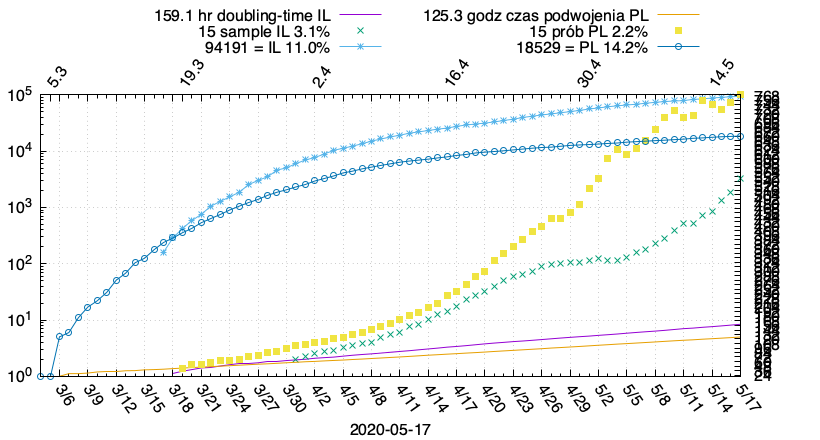 159.1 hr doubling-time IL 125.3 godz czas podwojenia PL
15 sample IL 3.1% 15 prób PL 2.2%
94191 = IL 11.0% 18529 = PL 14.2%
5.3 19.3 2.4 16.4 30.4 14.5
10^5 768
10^4
10^3
10^2
10^1
10^0 24
3/6 3/9 3/12 3/15 3/18 3/21 3/24 3/27 3/30 4/2 4/5 4/8 4/11 4/14 4/17 4/20 4/23 4/26 4/29 5/2 5/5 5/8 5/11 5/14 5/17
2020-05-17